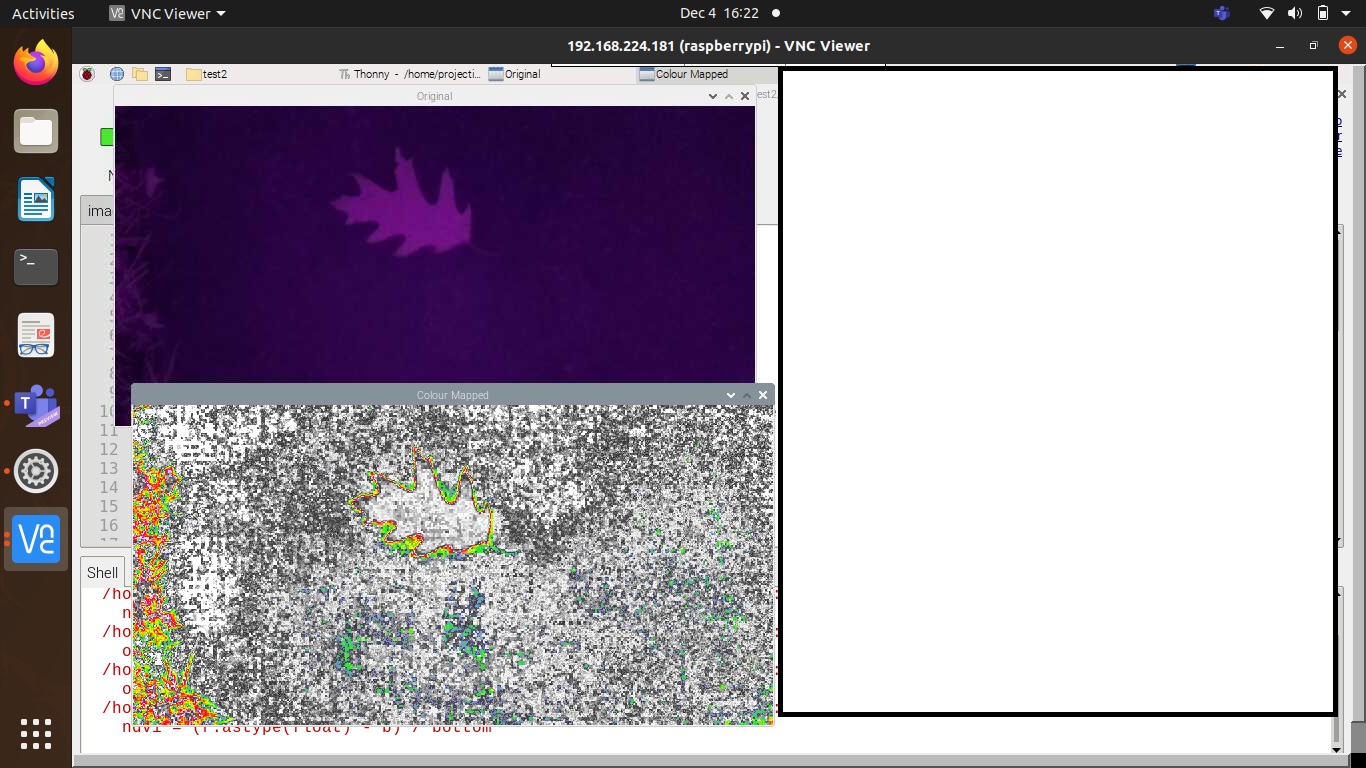 Activities VNC Viewer Dec 4 16:22
192.168.224.181 (raspberrypi) - VNC Viewer
test2 Thonny - /home/projecti... Original Colour Mapped
Original
ima
Colour Mapped
10
11
12
13
14
15
16
Shell
/ho
n
/ho
o
/ho
o
/ho
ndvi = (r.astype(float) - b) / bottom